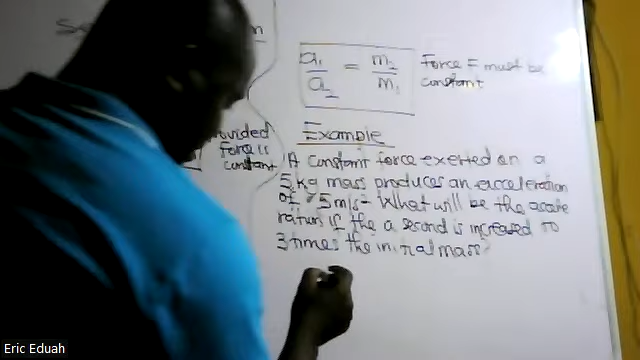 a₁/a₂ = m₂/m₁
Force = must be
constant
Force is
constant
Example
A constant force exerted on a
5kg mass produces an acceleration
of 5m/s- What will be the accele
ration if the a second is increased to
3 times the initial mass
Eric Eduah